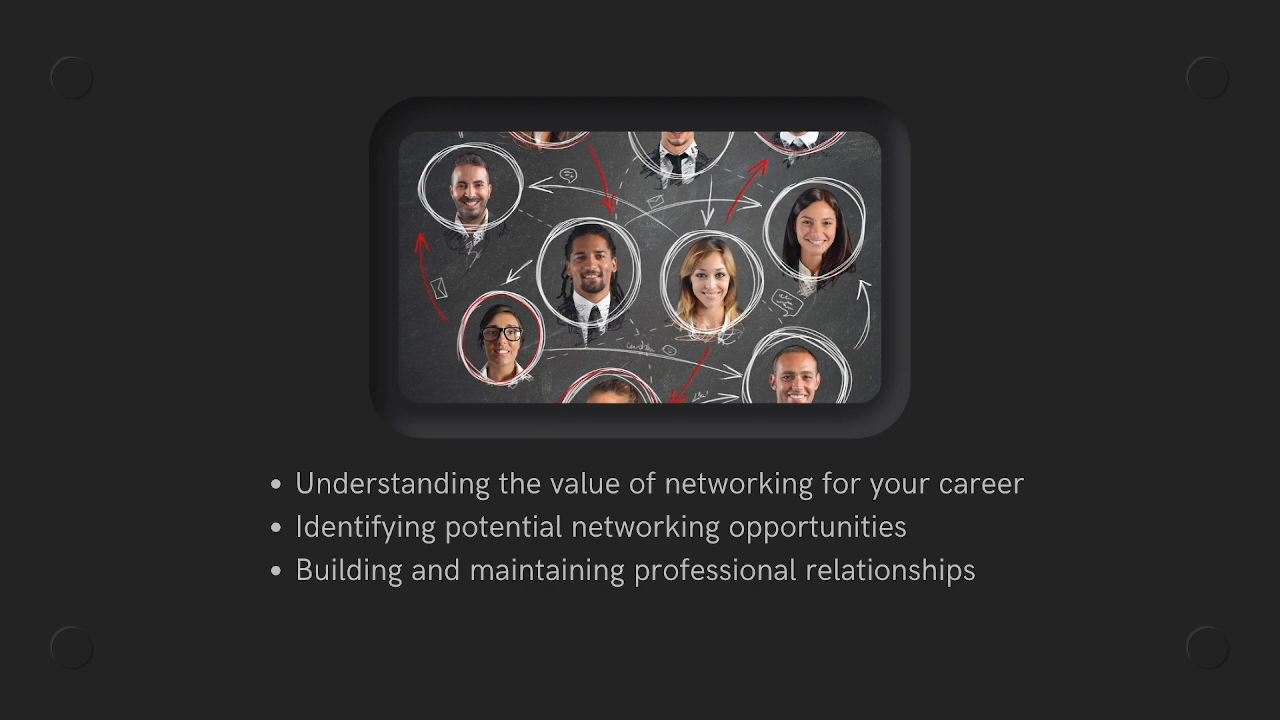 • Understanding the value of networking for your career
• Identifying potential networking opportunities
• Building and maintaining professional relationships